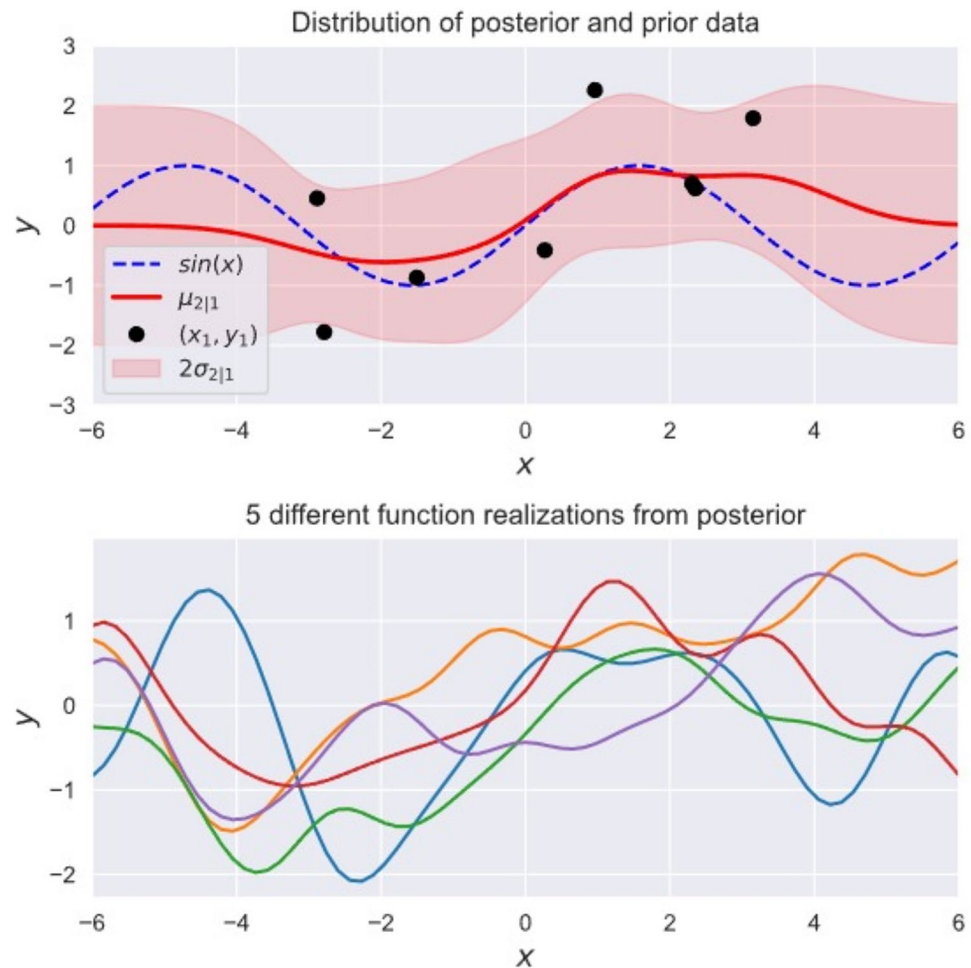 Distribution of posterior and prior data
3
2
1
0
−1
−2
−3
y
sin(x)
μ2|1
(x1, y1)
2σ2|1
−6 −4 −2 0 2 4 6
x
5 different function realizations from posterior
1
0
−1
−2
y
−6 −4 −2 0 2 4 6
x